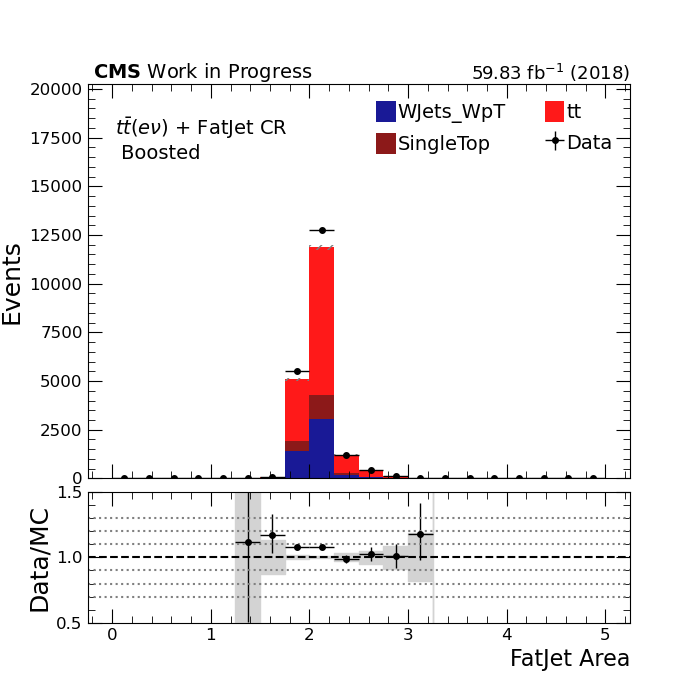 CMS Work in Progress 59.83 fb⁻¹ (2018)
20000
17500
15000
12500
10000
7500
5000
2500
0
Events
tt̄(eν) + FatJet CR
Boosted
WJets_WpT
tt
SingleTop
Data
1.5
1.0
0.5
Data/MC
0 1 2 3 4 5
FatJet Area